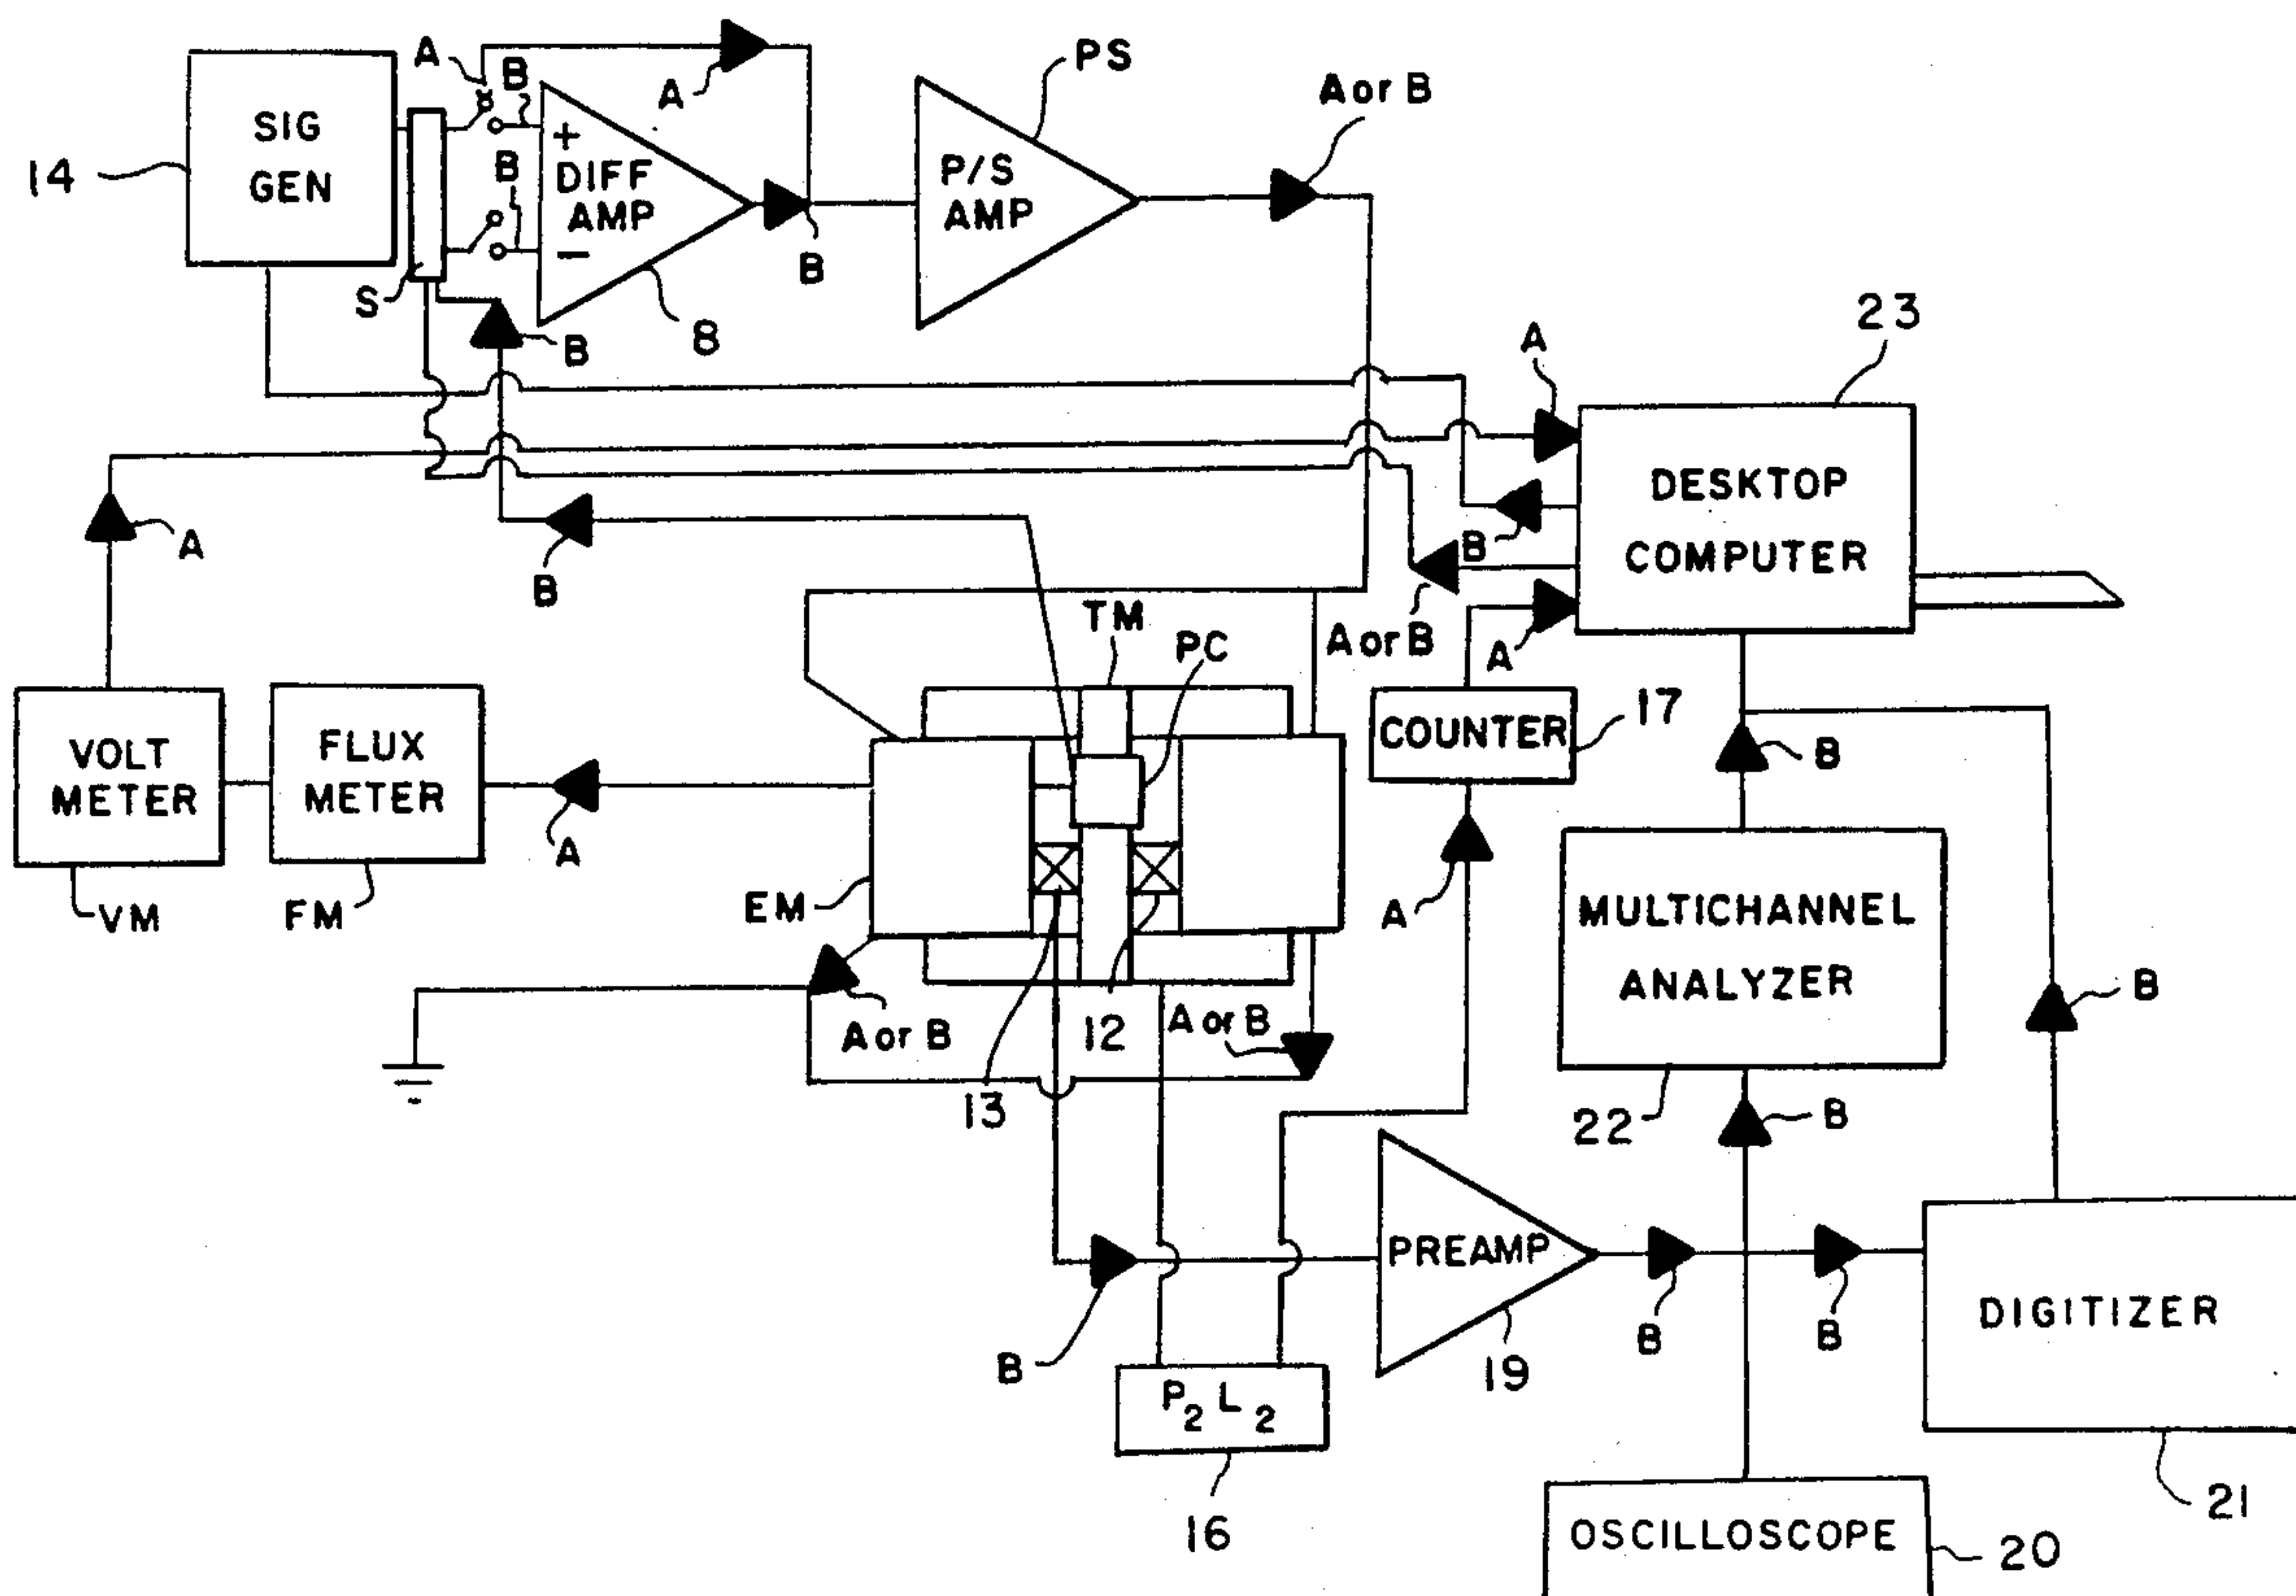 A
B
A
PS
A or B
SIG
GEN
14
B
+
DIFF
AMP
−
P/S
AMP
S
B
8
B
23
A
DESKTOP
COMPUTER
A
B
B
A or B
A
TM
PC
COUNTER
17
VOLT
METER
FLUX
METER
A
VM
FM
EM
A
B
MULTICHANNEL
ANALYZER
B
A or B
12
A or B
13
22
B
PREAMP
B
B
B
19
DIGITIZER
P2 L2
16
21
OSCILLOSCOPE
20